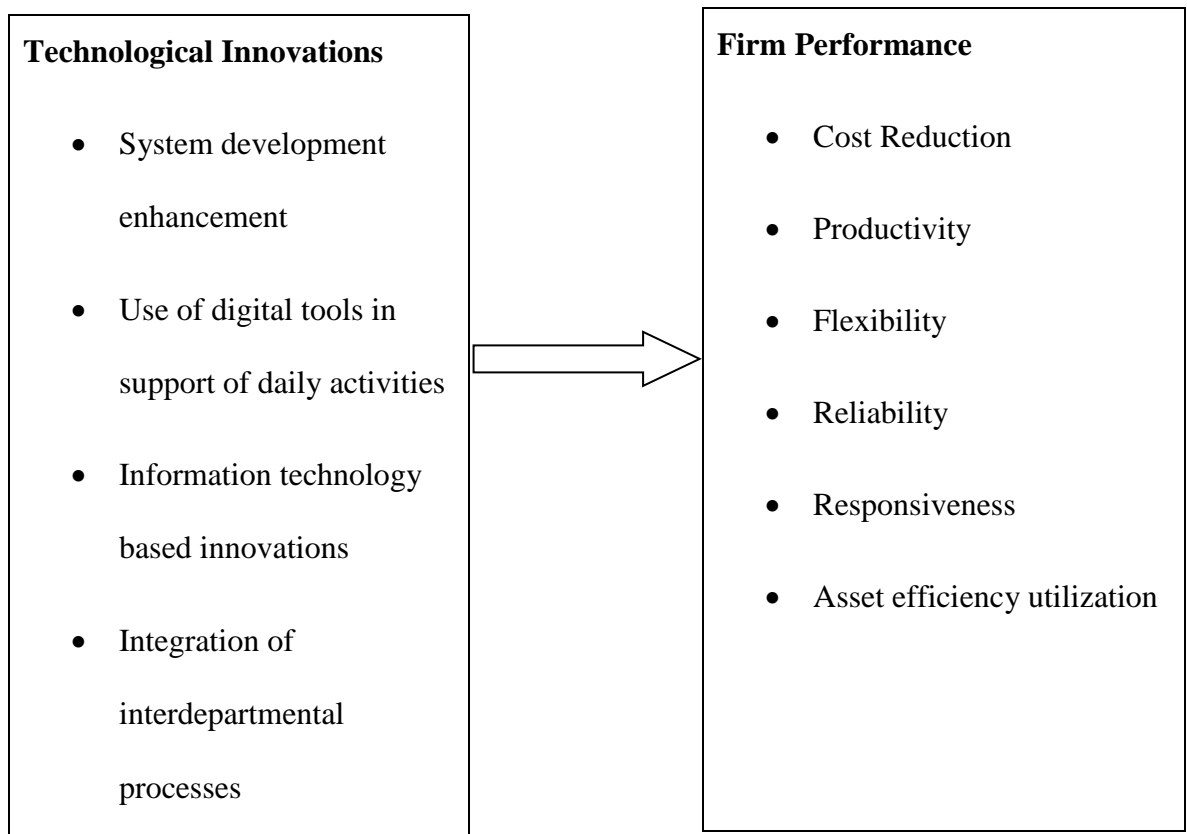 Technological Innovations
• System development
enhancement
• Use of digital tools in
support of daily activities
• Information technology
based innovations
• Integration of
interdepartmental
processes
Firm Performance
• Cost Reduction
• Productivity
• Flexibility
• Reliability
• Responsiveness
• Asset efficiency utilization